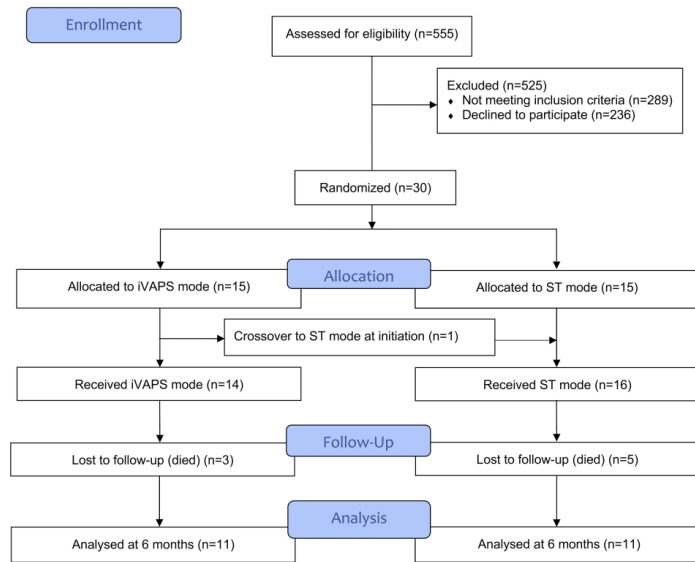 Enrollment
Assessed for eligibility (n=555)
Excluded (n=525)
♦ Not meeting inclusion criteria (n=289)
♦ Declined to participate (n=236)
Randomized (n=30)
Allocation
Allocated to iVAPS mode (n=15)
Allocated to ST mode (n=15)
Crossover to ST mode at initiation (n=1)
Received iVAPS mode (n=14)
Received ST mode (n=16)
Follow-Up
Lost to follow-up (died) (n=3)
Lost to follow-up (died) (n=5)
Analysis
Analysed at 6 months (n=11)
Analysed at 6 months (n=11)